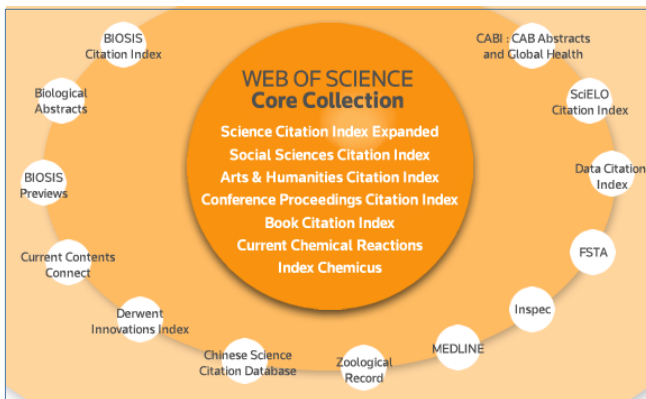 WEB OF SCIENCE
Core Collection
Science Citation Index Expanded
Social Sciences Citation Index
Arts & Humanities Citation Index
Conference Proceedings Citation Index
Book Citation Index
Current Chemical Reactions
Index Chemicus
BIOSIS
Citation Index
Biological
Abstracts
BIOSIS
Previews
Current Contents
Connect
Derwent
Innovations Index
Chinese Science
Citation Database
Zoological
Record
MEDLINE
Inspec
FSTA
Data Citation
Index
SciELO
Citation Index
CABI : CAB Abstracts
and Global Health